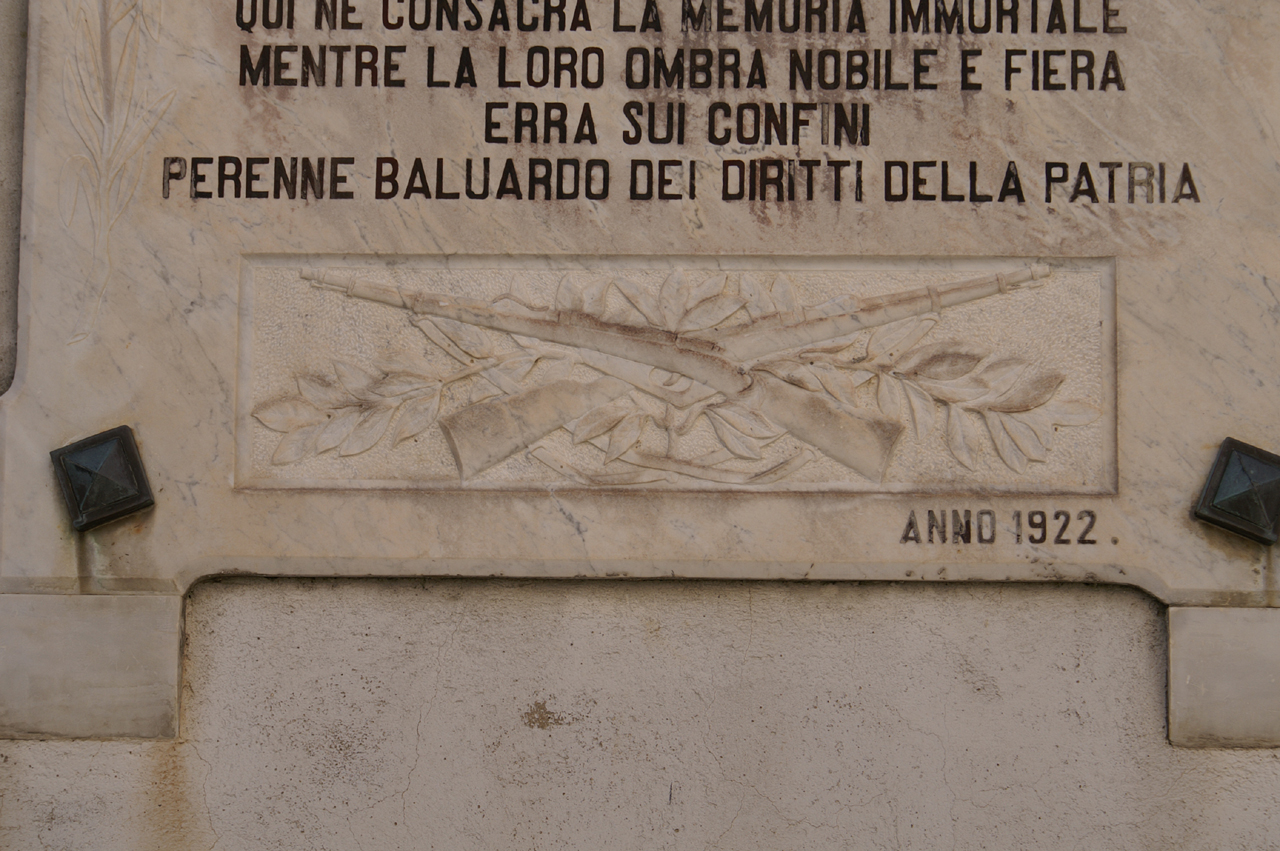 QUI NE CONSACRA LA MEMORIA IMMORTALE
MENTRE LA LORO OMBRA NOBILE E FIERA
ERRA SUI CONFINI
PERENNE BALUARDO DEI DIRITTI DELLA PATRIA
ANNO 1922.